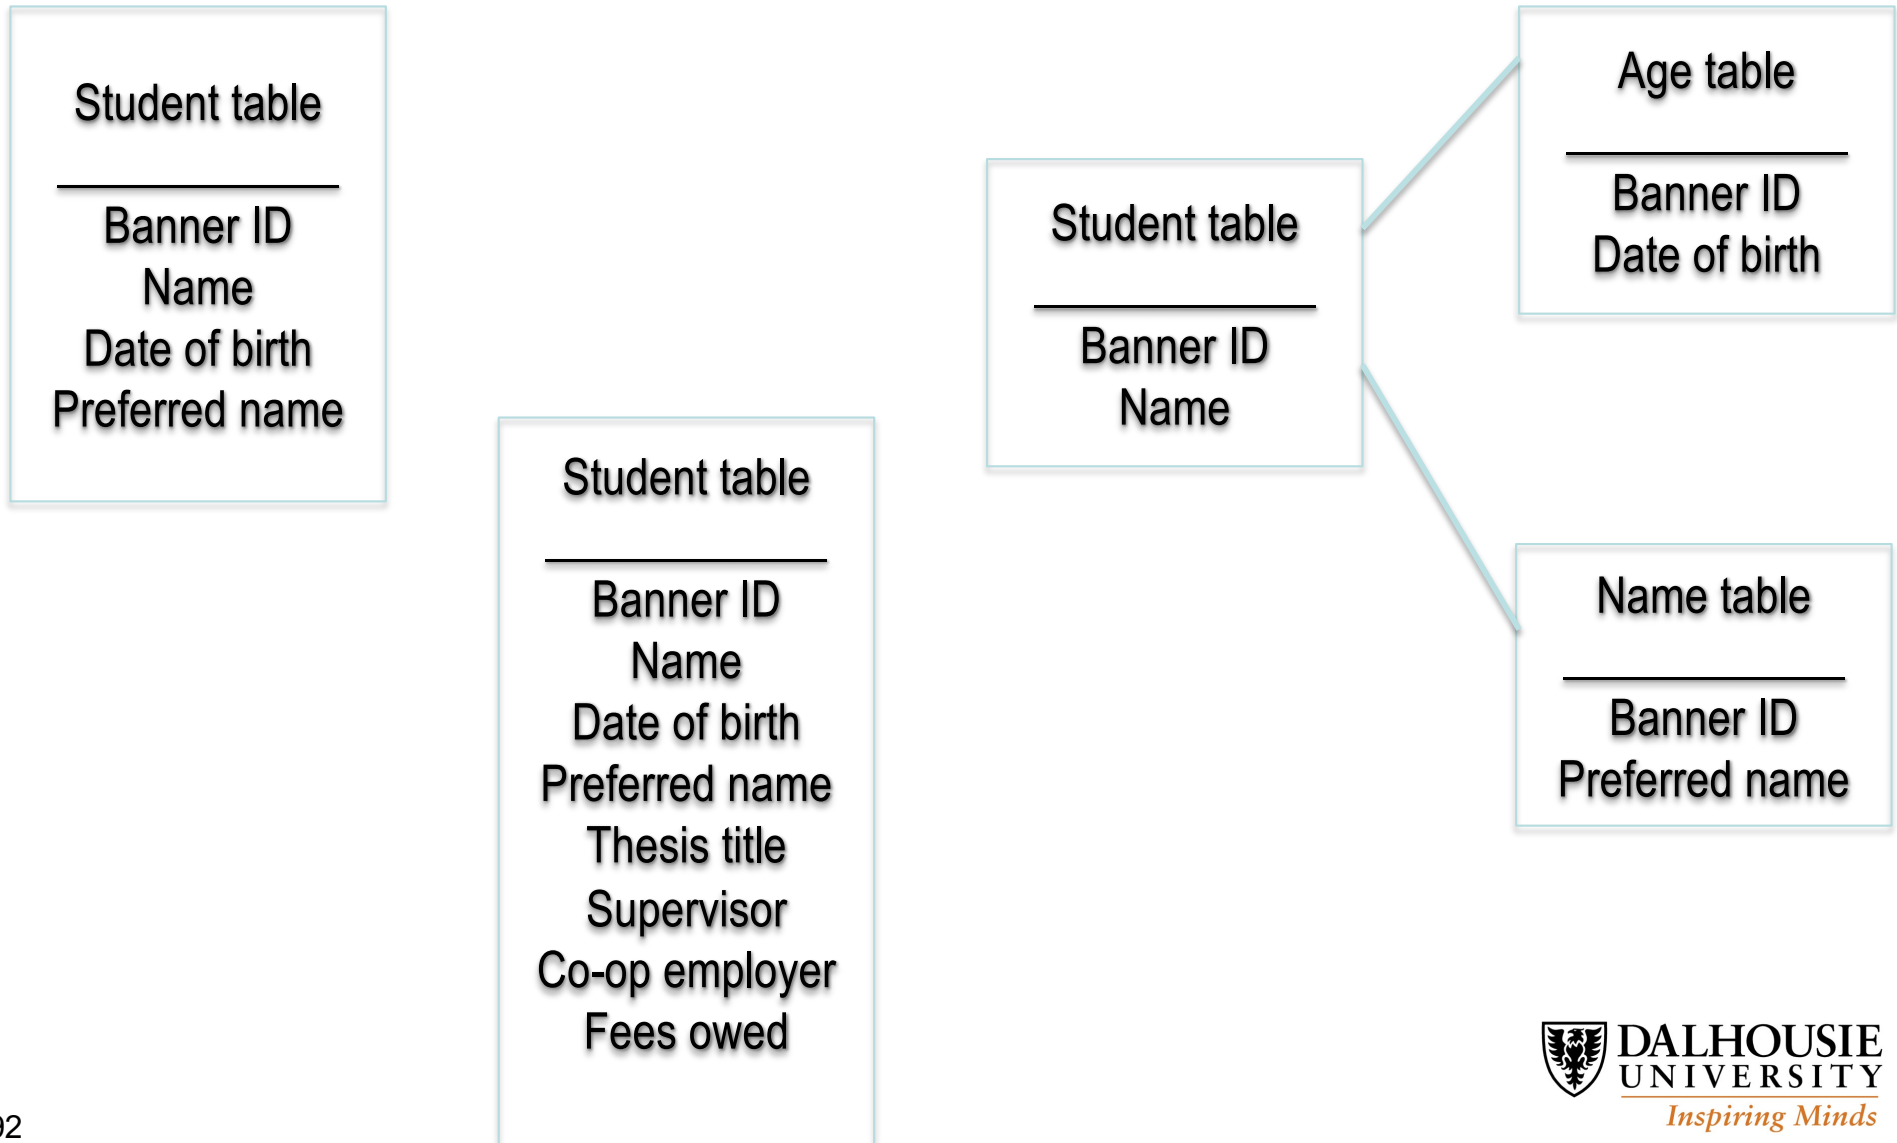 Student table
Banner ID
Name
Date of birth
Preferred name
Student table
Banner ID
Name
Date of birth
Preferred name
Thesis title
Supervisor
Co-op employer
Fees owed
Student table
Banner ID
Name
Age table
Banner ID
Date of birth
Name table
Banner ID
Preferred name
DALHOUSIE
UNIVERSITY
Inspiring Minds
92